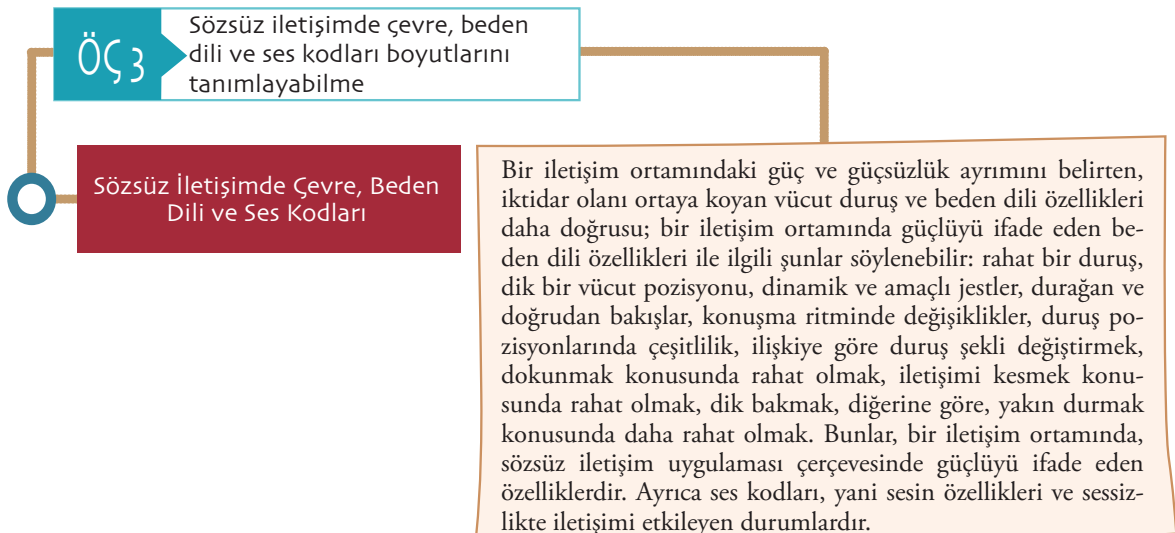 ÖÇ 3
Sözsüz iletişimde çevre, beden
dili ve ses kodları boyutlarını
tanımlayabilme
Sözsüz İletişimde Çevre, Beden
Dili ve Ses Kodları
Bir iletişim ortamındaki güç ve güçsüzlük ayrımını belirten,
iktidar olanı ortaya koyan vücut duruş ve beden dili özellikleri
daha doğrusu; bir iletişim ortamında güçlüyü ifade eden be-
den dili özellikleri ile ilgili şunlar söylenebilir: rahat bir duruş,
dik bir vücut pozisyonu, dinamik ve amaçlı jestler, durağan ve
doğrudan bakışlar, konuşma ritminde değişiklikler, duruş po-
zisyonlarında çeşitlilik, ilişkiye göre duruş şekli değiştirmek,
dokunmak konusunda rahat olmak, iletişimi kesmek konu-
sunda rahat olmak, dik bakmak, diğerine göre, yakın durmak
konusunda daha rahat olmak. Bunlar, bir iletişim ortamında,
sözsüz iletişim uygulaması çerçevesinde güçlüyü ifade eden
özelliklerdir. Ayrıca ses kodları, yani sesin özellikleri ve sessiz-
likte iletişimi etkileyen durumlardır.